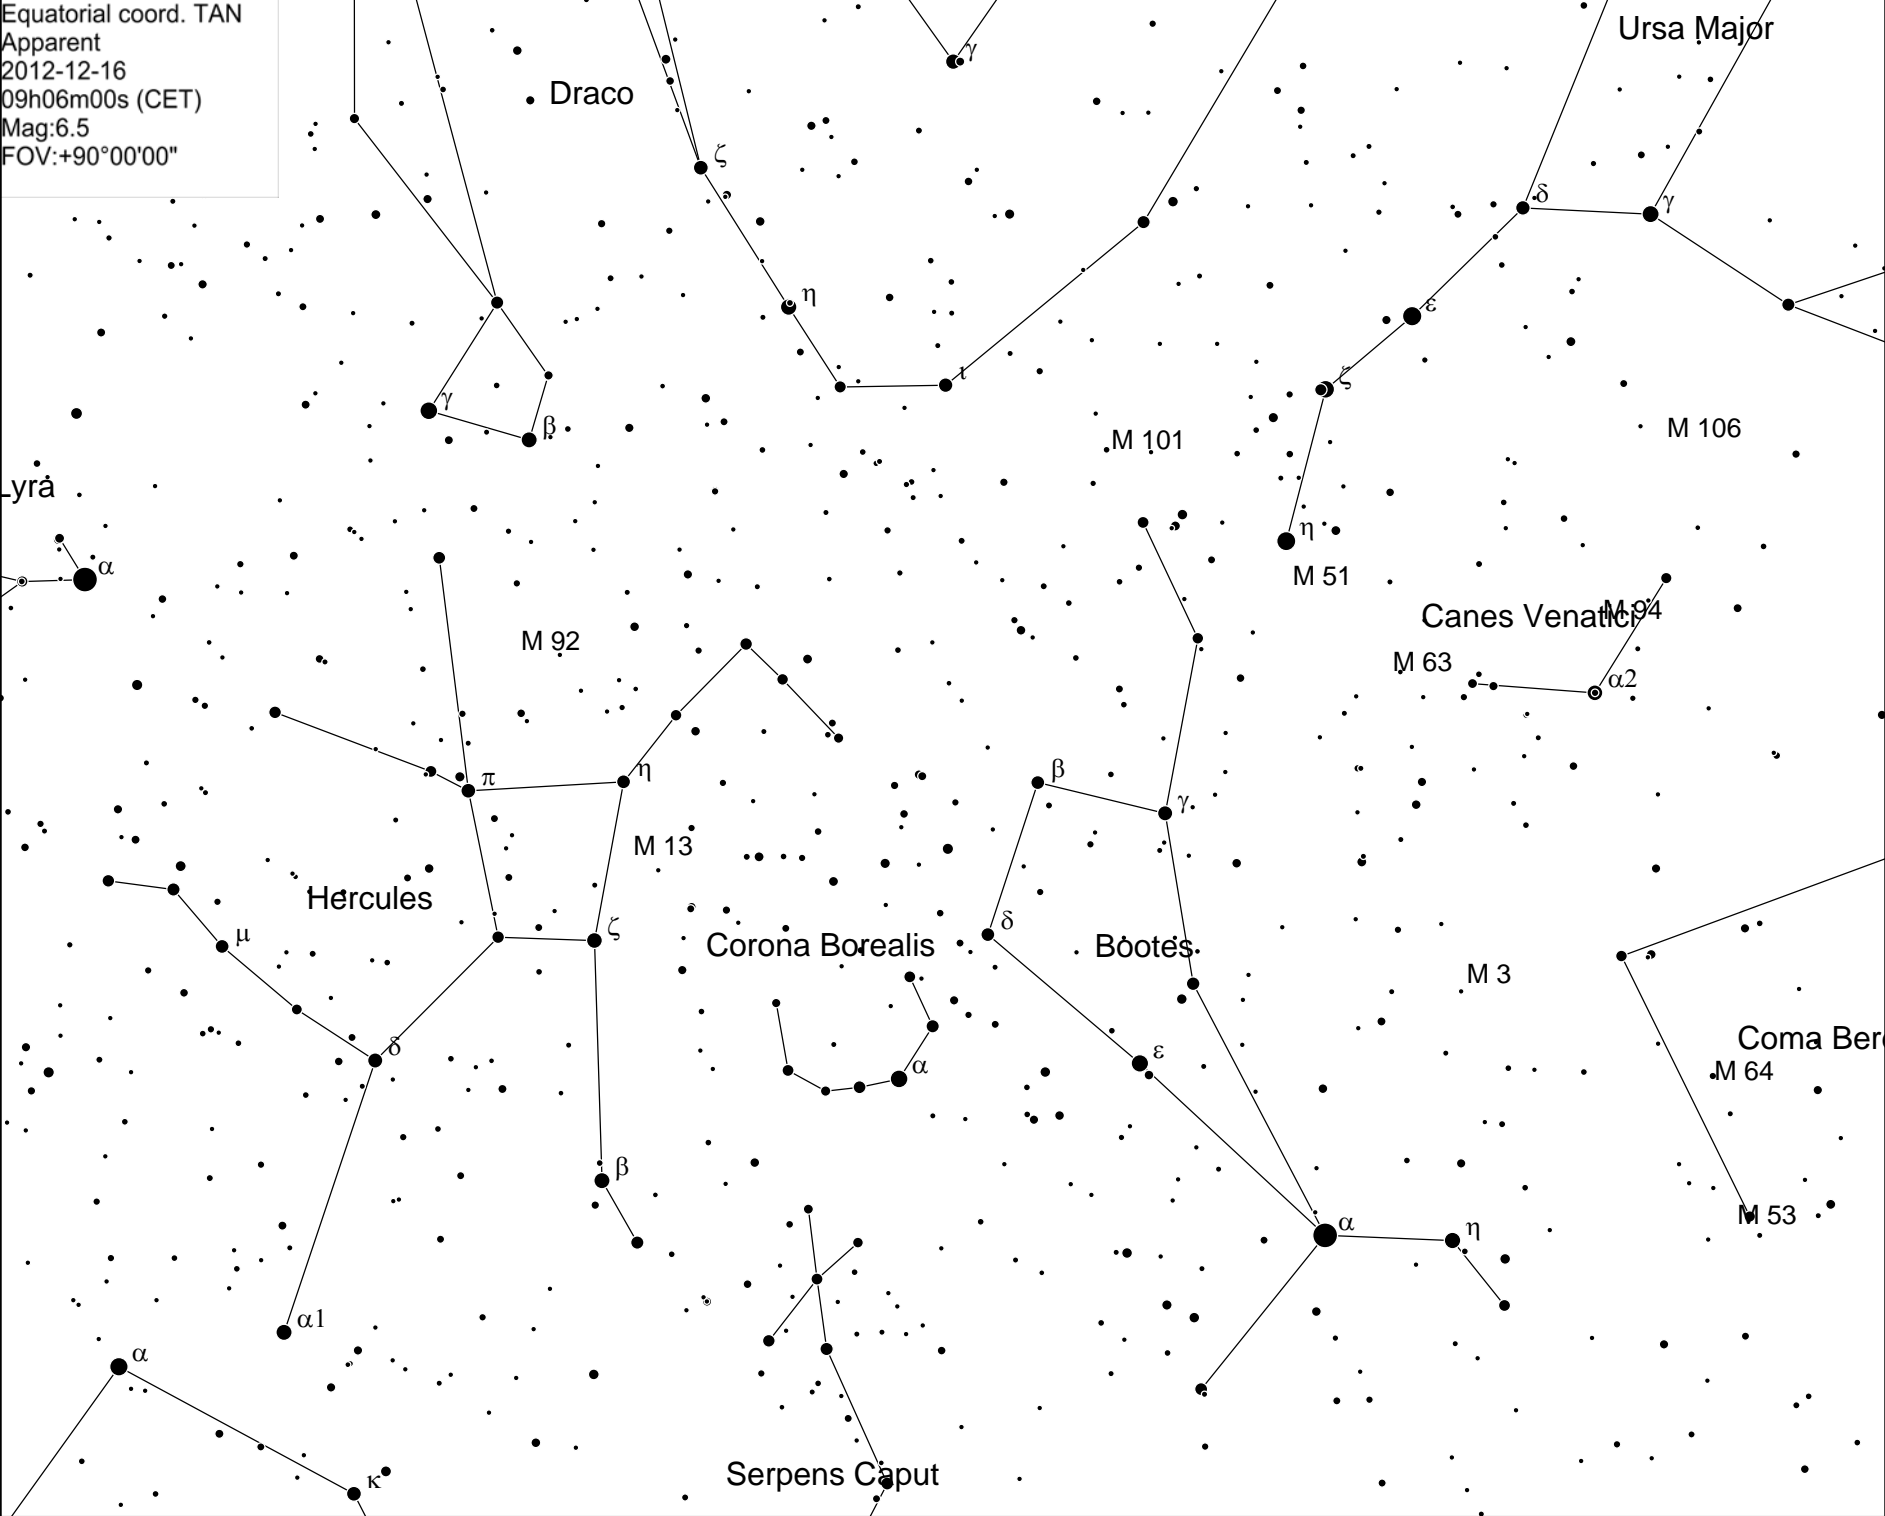 Equatorial coord. TAN
Apparent
2012-12-16
09h06m00s (CET)
Mag:6.5
FOV:+90°00'00"
Ursa Major
γ
Draco
ζ
δ
γ
η
ε
ι
ζ
γ
β
M 101
M 106
Lyra
η
α
M 51
M 94
Canes Venatici
M 92
M 63
α2
β
η
π
γ
M 13
Hercules
δ
ζ
μ
Corona Borealis
Bootes
M 3
Coma Ber
δ
ε
α
M 64
β
M 53
α
η
α1
α
Serpens Caput
κ